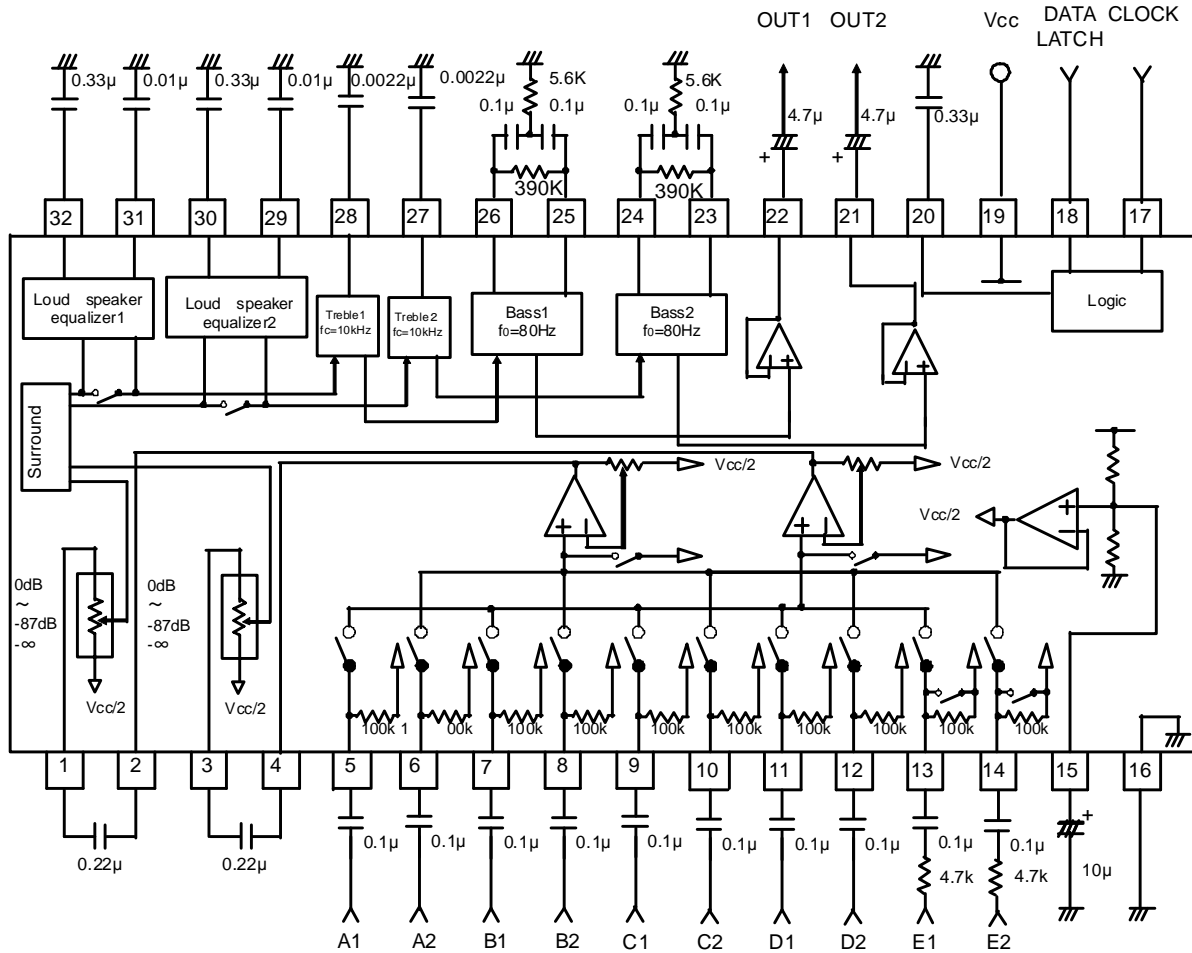 OUT1 OUT2 Vcc DATA CLOCK
LATCH
0.33µ 0.01µ 0.33µ 0.01µ 0.0022µ 0.0022µ 5.6K 5.6K
0.1µ 0.1µ 0.1µ 0.1µ 4.7µ 4.7µ 0.33µ
+ +
390K 390K
32 31 30 29 28 27 26 25 24 23 22 21 20 19 18 17
Loud speaker
equalizer1
Loud speaker
equalizer2
Treble1
fc=10kHz
Treble2
fc=10kHz
Bass1
f0=80Hz
Bass2
f0=80Hz
Logic
Surround
Vcc/2 Vcc/2
Vcc/2
0dB
~
-87dB
-∞
0dB
~
-87dB
-∞
Vcc/2 Vcc/2
100k 1 00k 100k 100k 100k 100k 100k 100k 100k 100k
1 2 3 4 5 6 7 8 9 10 11 12 13 14 15 16
0.22µ 0.22µ
0.1µ 0.1µ 0.1µ 0.1µ 0.1µ 0.1µ 0.1µ 0.1µ 0.1µ 0.1µ +
4.7k 4.7k 10µ
A1 A2 B1 B2 C1 C2 D1 D2 E1 E2